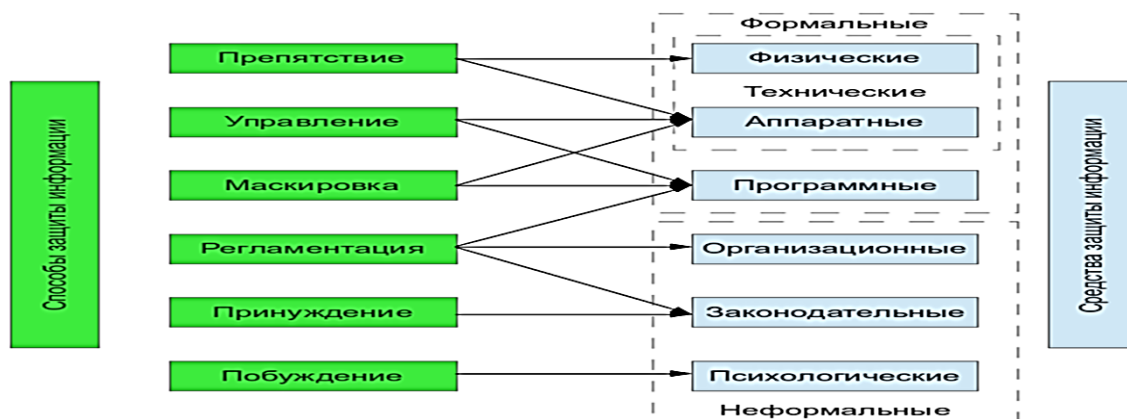 Способы защиты информации
Препятствие
Управление
Маскировка
Регламентация
Принуждение
Побуждение
Формальные
Физические
Технические
Аппаратные
Программные
Организационные
Законодательные
Психологические
Неформальные
Средства защиты информации